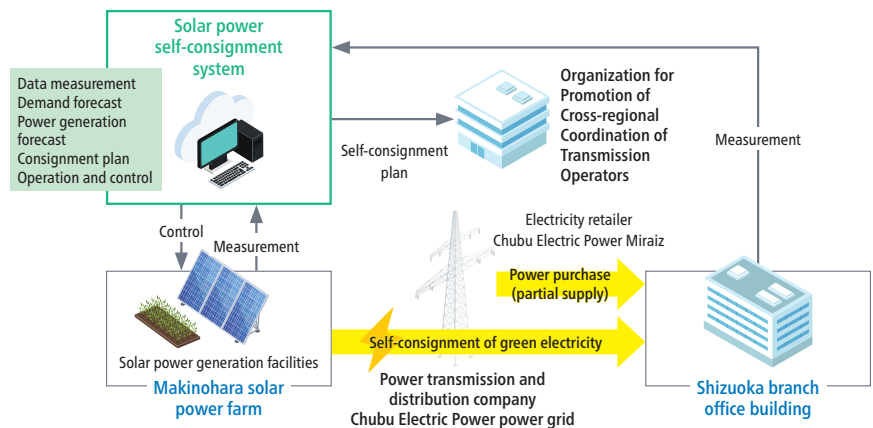 Solar power
self-consignment
system
Data measurement
Demand forecast
Power generation
forecast
Consignment plan
Operation and control
Organization for
Promotion of
Cross-regional
Coordination of
Transmission
Operators
Self-consignment
plan
Measurement
Control
Measurement
Electricity retailer
Chubu Electric Power Miraiz
Power purchase
(partial supply)
Self-consignment of green electricity
Solar power generation facilities
Makinohara solar
power farm
Power transmission and
distribution company
Chubu Electric Power power grid
Shizuoka branch
office building